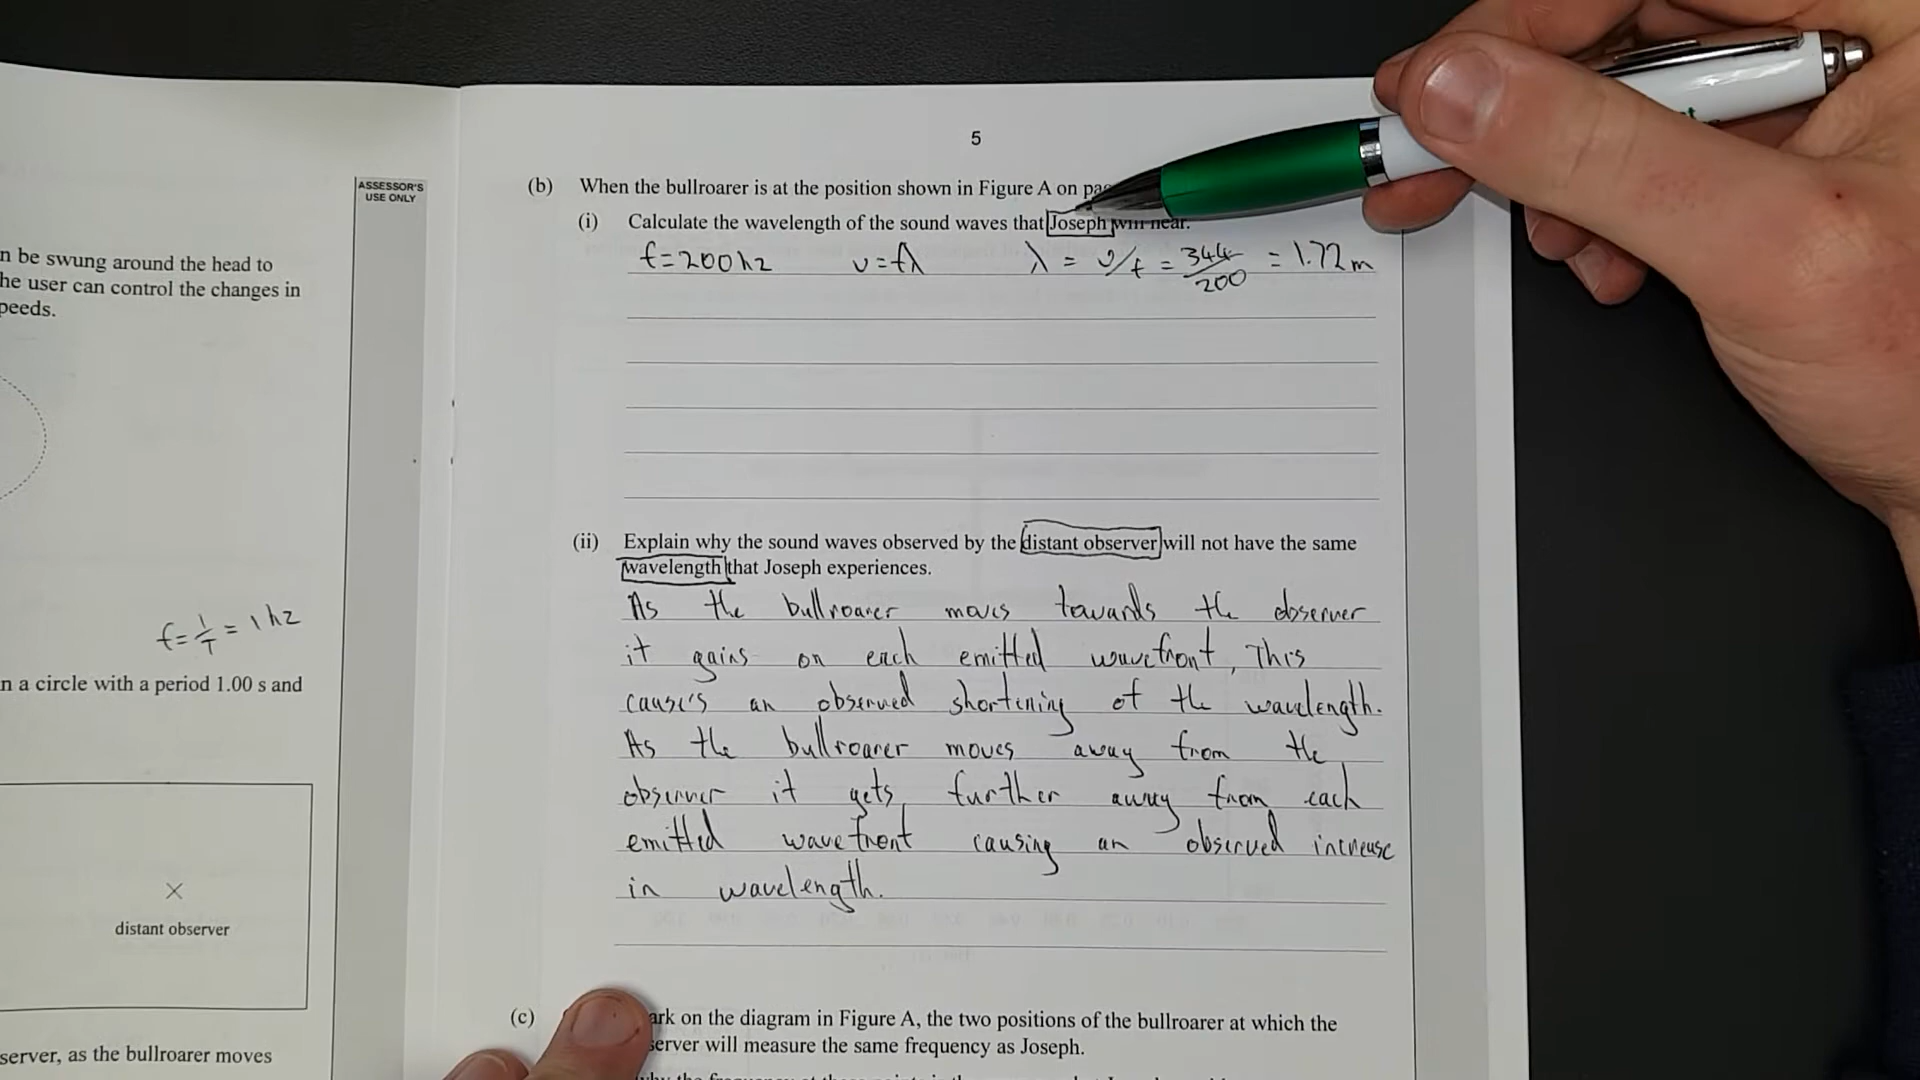 5
ASSESSOR'S
USE ONLY
n be swung around the head to
he user can control the changes in
peeds.
f = 1/T = 1 hz
n a circle with a period 1.00 s and
×
distant observer
server, as the bullroarer moves
(b) When the bullroarer is at the position shown in Figure A on
(i) Calculate the wavelength of the sound waves that Joseph will hear.
f=200hz v=fλ λ = v/f = 344/200 = 1.72m
(ii) Explain why the sound waves observed by the distant observer will not have the same
wavelength that Joseph experiences.
As the bullroarer moves towards the observer
it gains on each emitted wavefront, This
causes an observed shortening of the wavelength.
As the bullroarer moves away from the
observer it gets further away from each
emitted wavefront causing an observed increase
in wavelength.
(c) ark on the diagram in Figure A, the two positions of the bullroarer at which the
server will measure the same frequency as Joseph.